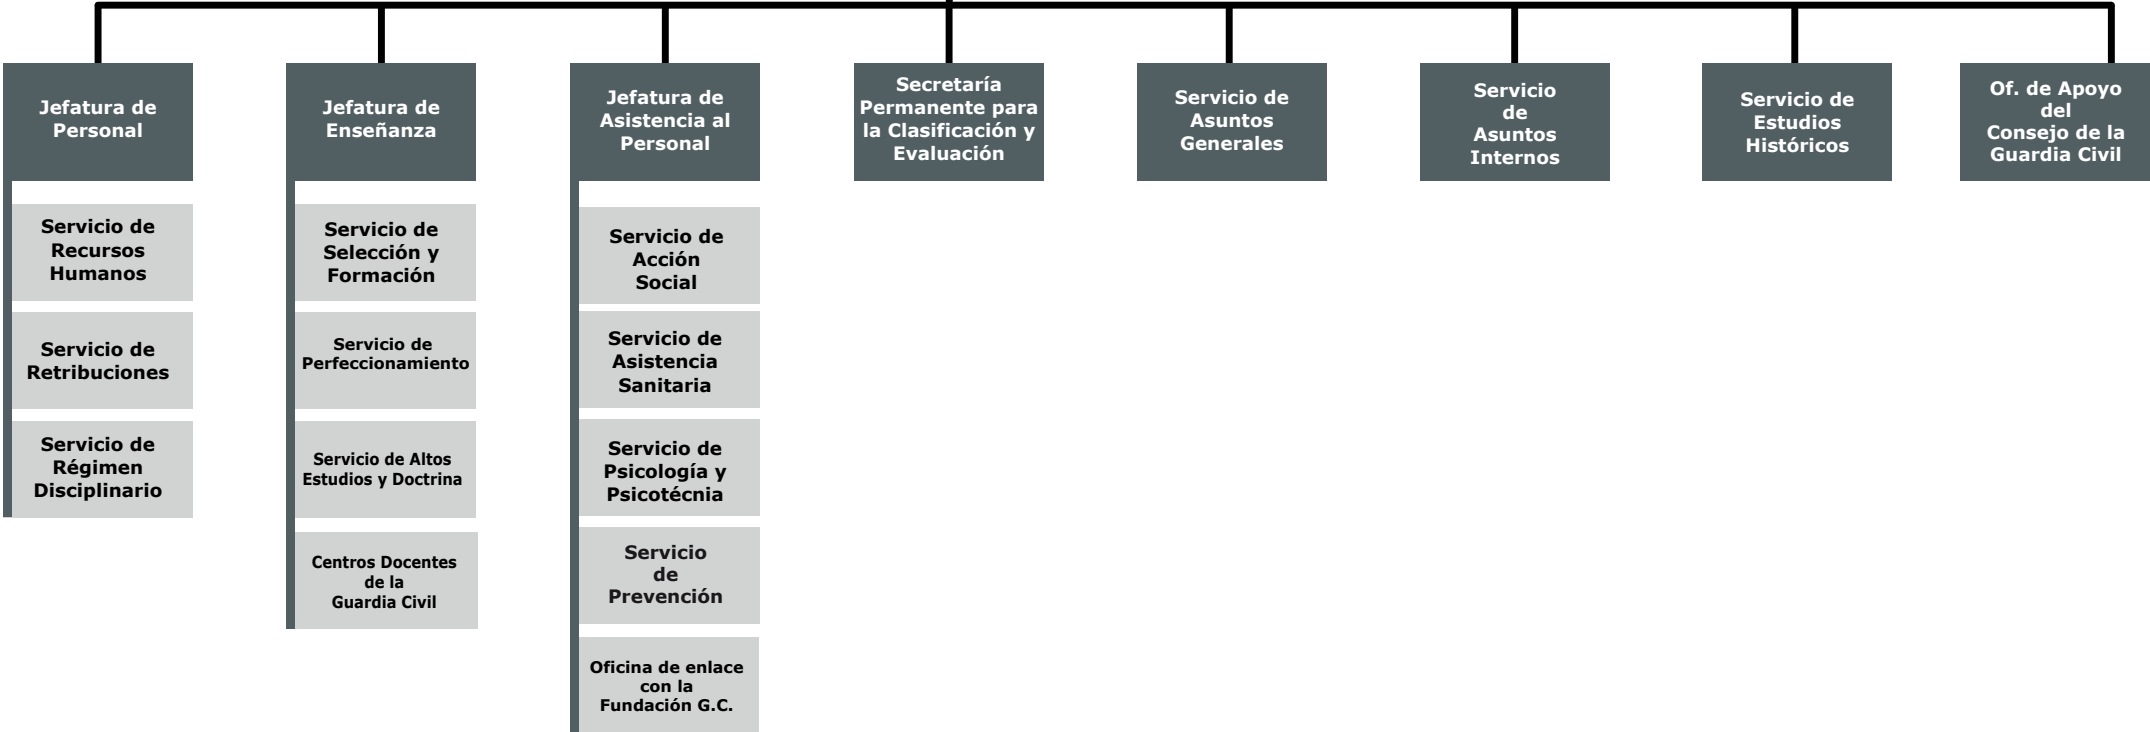 Jefatura de
Personal
Jefatura de
Enseñanza
Jefatura de
Asistencia al
Personal
Secretaría
Permanente para
la Clasificación y
Evaluación
Servicio de
Asuntos
Generales
Servicio
de
Asuntos
Internos
Servicio de
Estudios
Históricos
Of. de Apoyo
del
Consejo de la
Guardia Civil
Servicio de
Recursos
Humanos
Servicio de
Retribuciones
Servicio de
Régimen
Disciplinario
Servicio de
Selección y
Formación
Servicio de
Perfeccionamiento
Servicio de Altos
Estudios y Doctrina
Centros Docentes
de la
Guardia Civil
Servicio de
Acción
Social
Servicio de
Asistencia
Sanitaria
Servicio de
Psicología y
Psicotécnia
Servicio
de
Prevención
Oficina de enlace
con la
Fundación G.C.